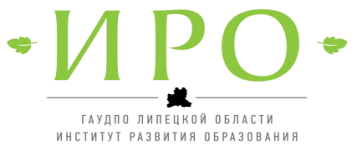 ИРО
ГАУДПО ЛИПЕЦКОЙ ОБЛАСТИ
ИНСТИТУТ РАЗВИТИЯ ОБРАЗОВАНИЯ